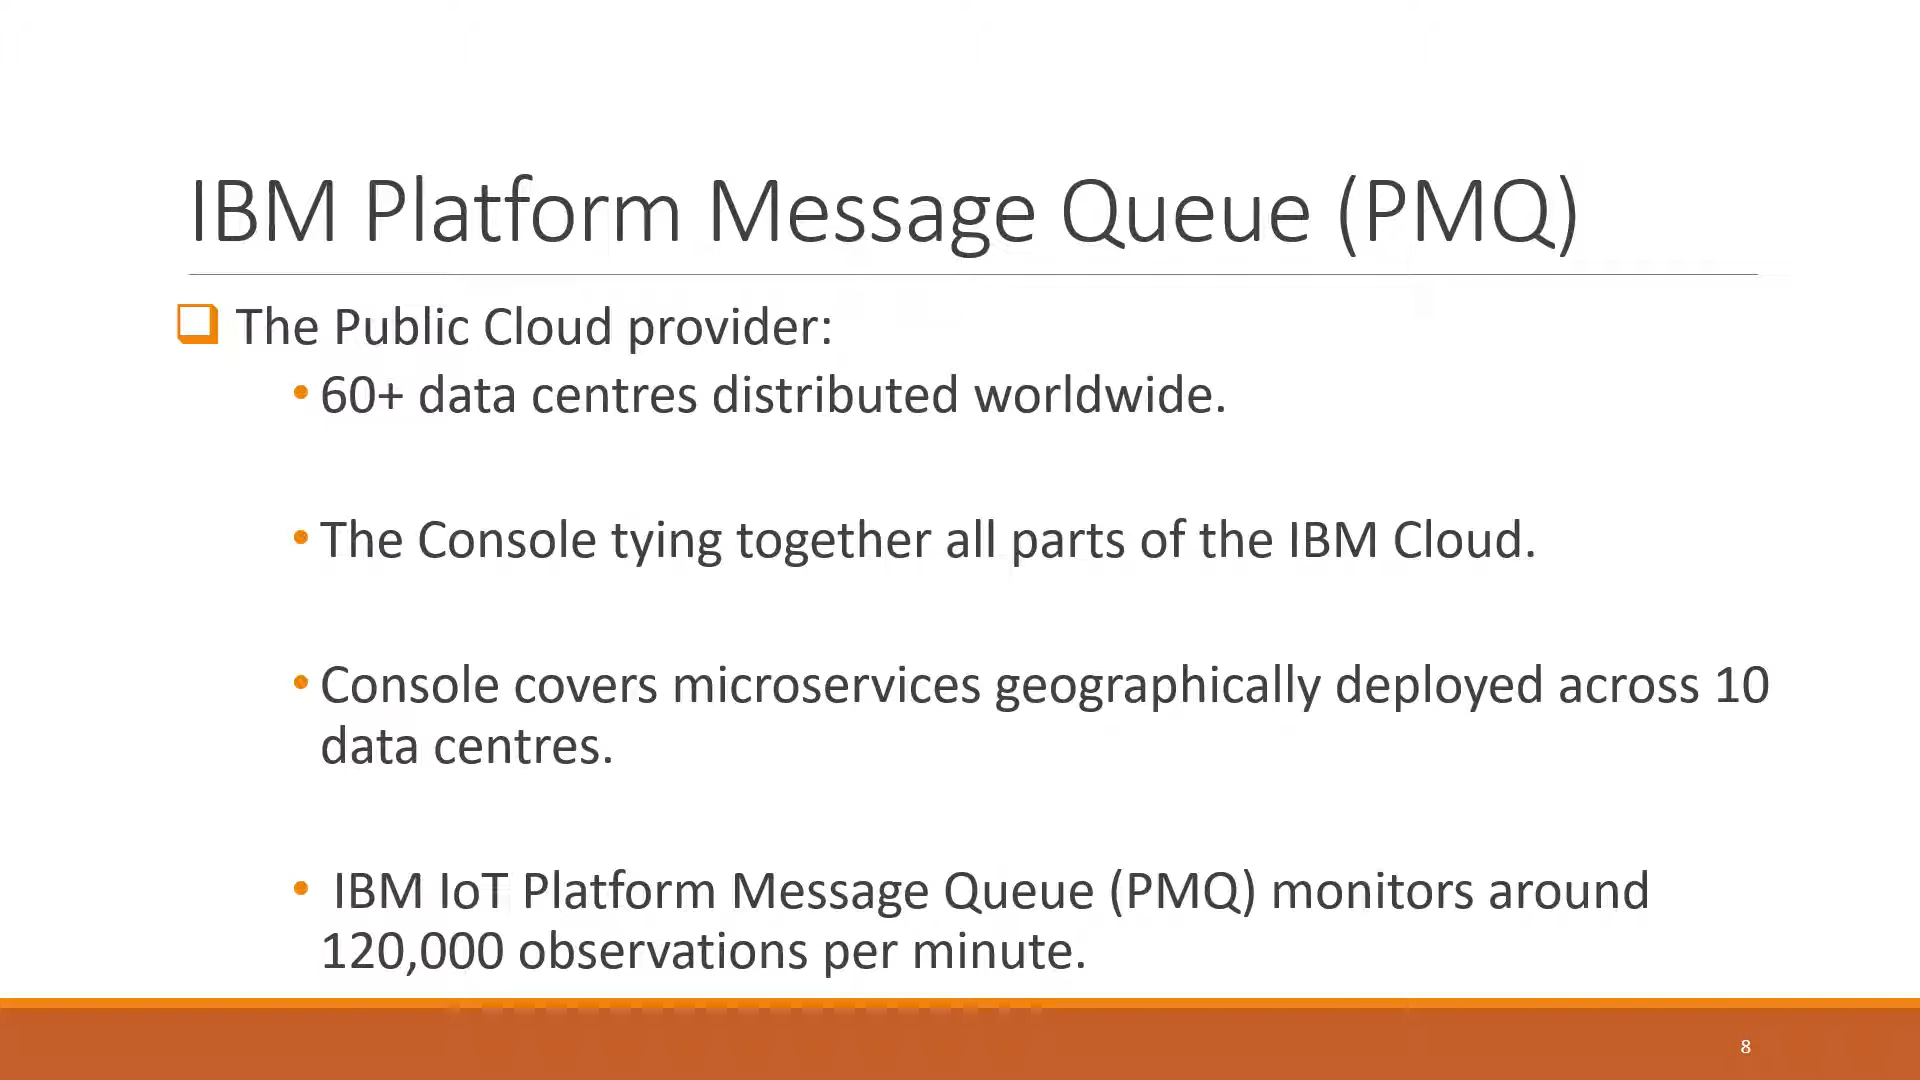 IBM Platform Message Queue (PMQ)
The Public Cloud provider:
• 60+ data centres distributed worldwide.
• The Console tying together all parts of the IBM Cloud.
• Console covers microservices geographically deployed across 10
data centres.
• IBM IoT Platform Message Queue (PMQ) monitors around
120,000 observations per minute.
8